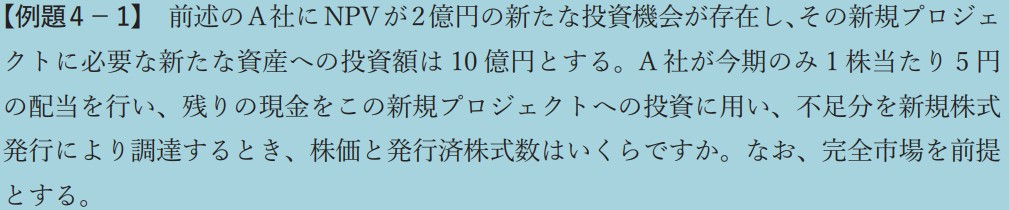 【例題4－1】　前述のA社にNPVが2億円の新たな投資機会が存在し、その新規プロジェ
クトに必要な新たな資産への投資額は 10 億円とする。A 社が今期のみ 1 株当たり 5 円
の配当を行い、残りの現金をこの新規プロジェクトへの投資に用い、不足分を新規株式
発行により調達するとき、株価と発行済株式数はいくらですか。なお、完全市場を前提
とする。